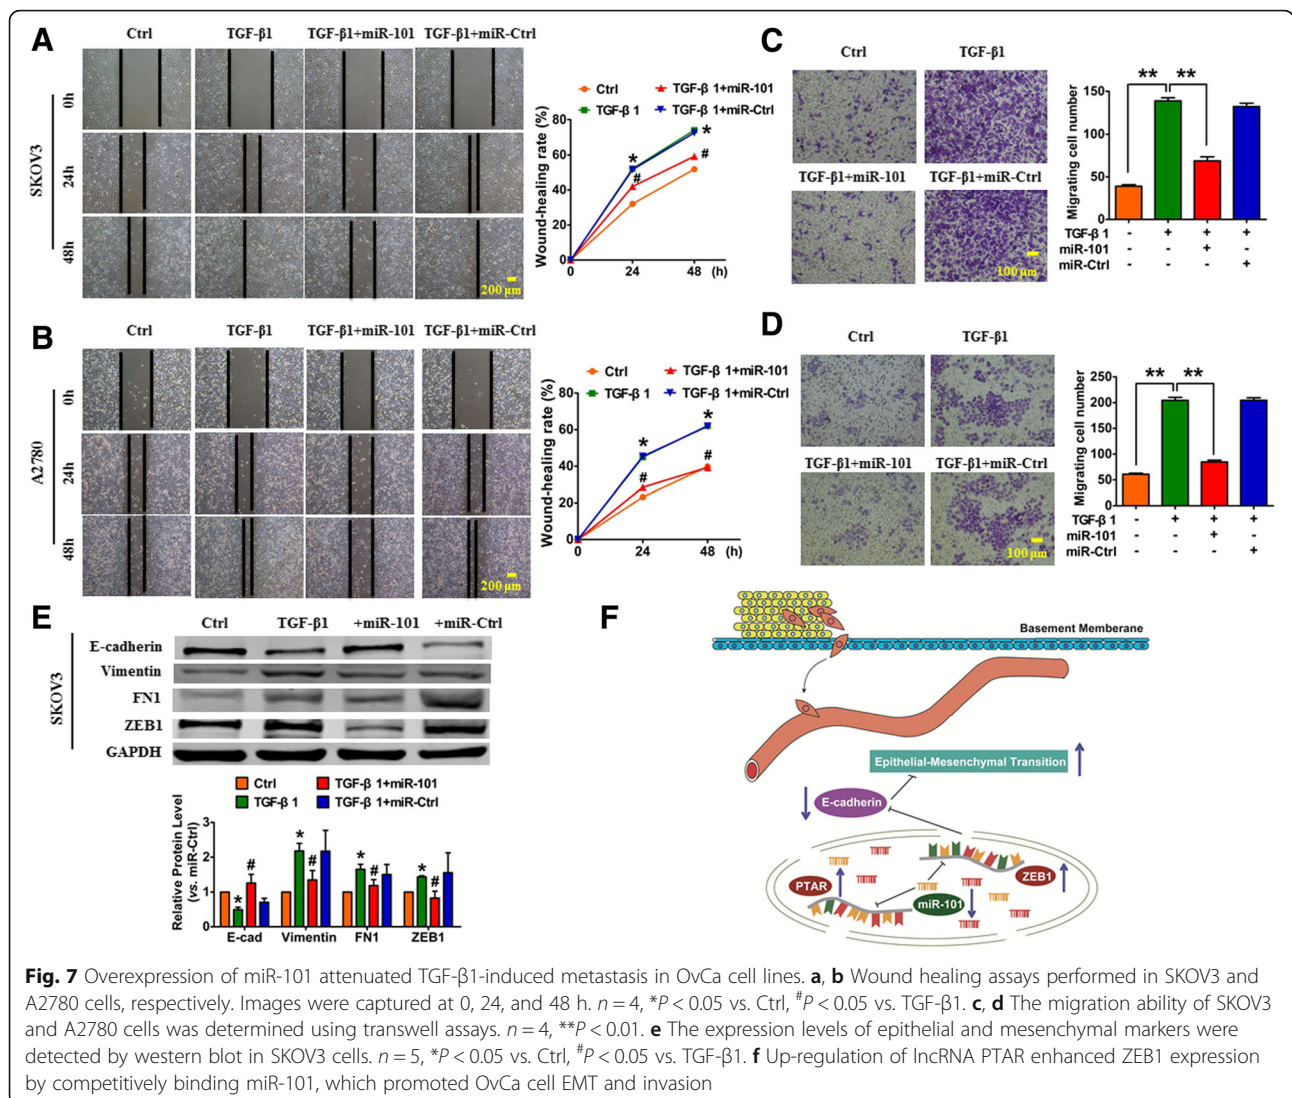 A
Ctrl TGF-β1 TGF-β1+miR-101 TGF-β1+miR-Ctrl
SKOV3
0h
24h
48h
200 μm
Ctrl TGF-β 1+miR-101
TGF-β 1 TGF-β 1+miR-Ctrl
Wound-healing rate (%)
80
60
40
20
0
* *
# #
0 24 48 (h)
B
Ctrl TGF-β1 TGF-β1+miR-101 TGF-β1+miR-Ctrl
A2780
0h
24h
48h
200 μm
Ctrl TGF-β 1+miR-101
TGF-β 1 TGF-β 1+miR-Ctrl
Wound-healing rate (%)
80
60
40
20
0
* *
# #
0 24 48 (h)
C
Ctrl TGF-β1
TGF-β1+miR-101 TGF-β1+miR-Ctrl
100 μm
Migrating cell number
150
100
50
0
** **
TGF-β 1 - + + +
miR-101 - - + -
miR-Ctrl - - - +
D
Ctrl TGF-β1
TGF-β1+miR-101 TGF-β1+miR-Ctrl
100 μm
Migrating cell number
200
150
100
50
0
** **
TGF-β 1 - + + +
miR-101 - - + -
miR-Ctrl - - - +
E
Ctrl TGF-β1 +miR-101 +miR-Ctrl
SKOV3
E-cadherin
Vimentin
FN1
ZEB1
GAPDH
Ctrl TGF-β 1+miR-101
TGF-β 1 TGF-β 1+miR-Ctrl
Relative Protein Level
(vs. miR-Ctrl)
3
2
1
0
* # * # * # * #
E-cad Vimentin FN1 ZEB1
F
Basement Memberane
Epithelial-Mesenchymal Transition
E-cadherin
PTAR
ZEB1
miR-101
Fig. 7 Overexpression of miR-101 attenuated TGF-β1-induced metastasis in OvCa cell lines. a, b Wound healing assays performed in SKOV3 and
A2780 cells, respectively. Images were captured at 0, 24, and 48 h. n = 4, *P < 0.05 vs. Ctrl, #P < 0.05 vs. TGF-β1. c, d The migration ability of SKOV3
and A2780 cells was determined using transwell assays. n = 4, **P < 0.01. e The expression levels of epithelial and mesenchymal markers were
detected by western blot in SKOV3 cells. n = 5, *P < 0.05 vs. Ctrl, #P < 0.05 vs. TGF-β1. f Up-regulation of lncRNA PTAR enhanced ZEB1 expression
by competitively binding miR-101, which promoted OvCa cell EMT and invasion